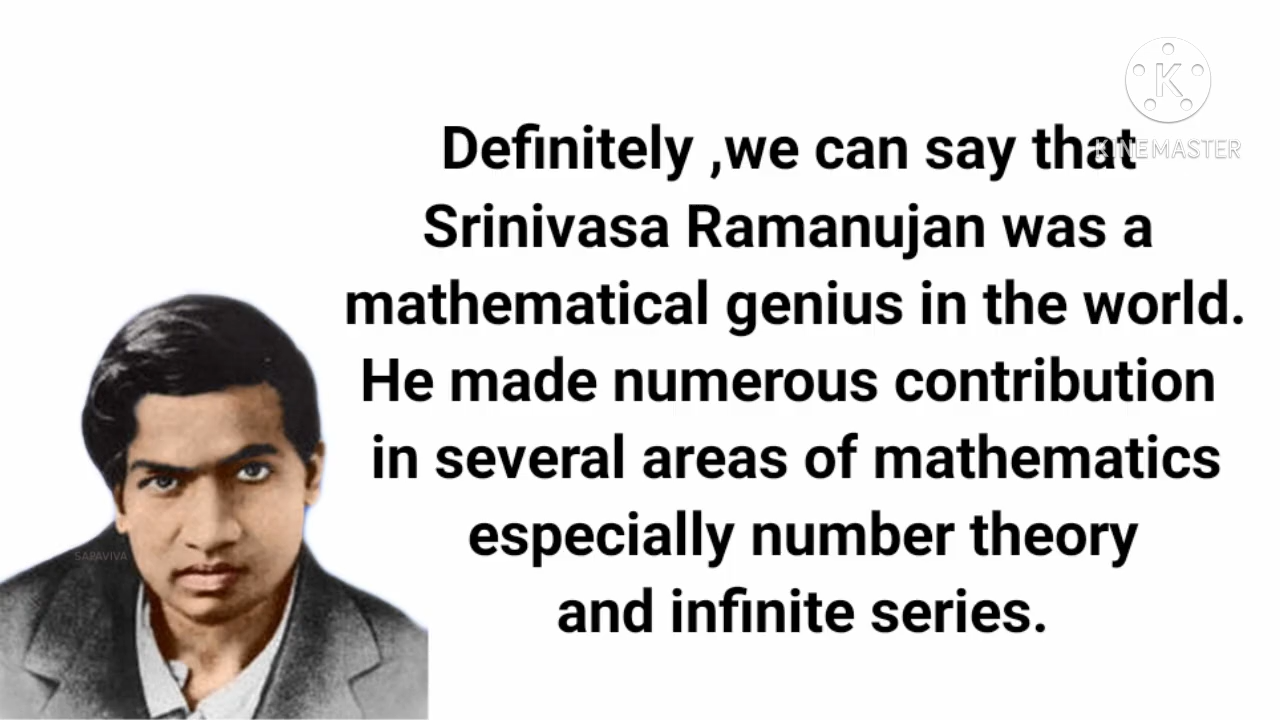 K
KINEMASTER
Definitely ,we can say that
Srinivasa Ramanujan was a
mathematical genius in the world.
He made numerous contribution
in several areas of mathematics
especially number theory
and infinite series.
SAPAVIVA